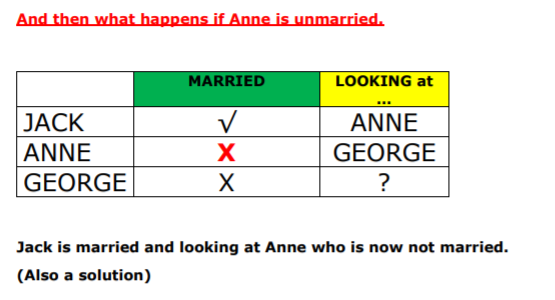 And then what happens if Anne is unmarried.
MARRIED LOOKING at
...
JACK √ ANNE
ANNE X GEORGE
GEORGE X ?
Jack is married and looking at Anne who is now not married.
(Also a solution)